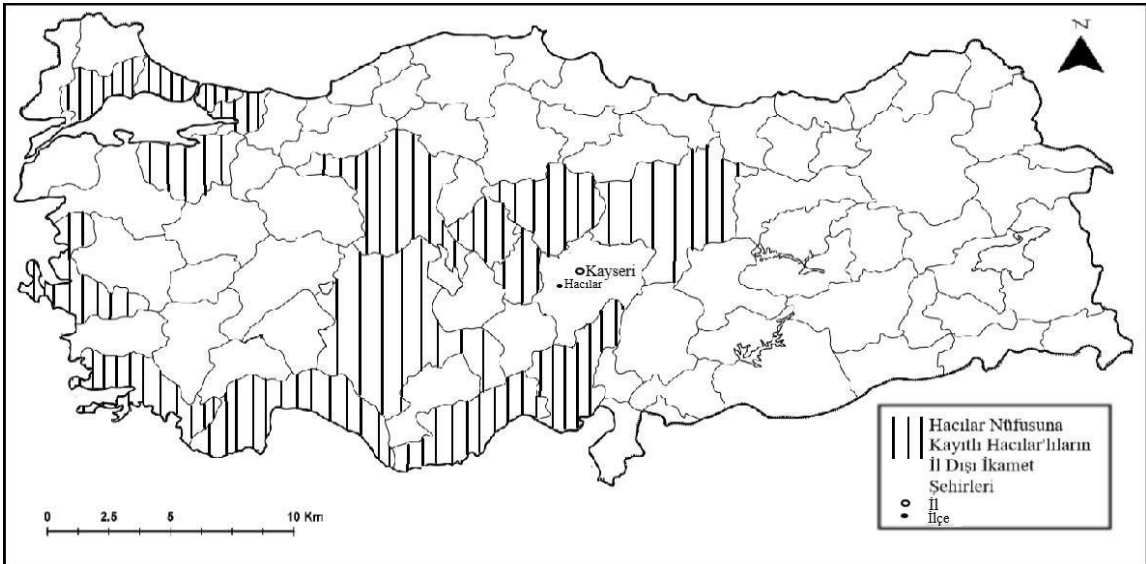 N
Kayseri
Hacılar
Hacılar Nüfusuna
Kayıtlı Hacılar'lıların
İl Dışı İkamet
Şehirleri
İl
İlçe
0 2.5 5 10 Km